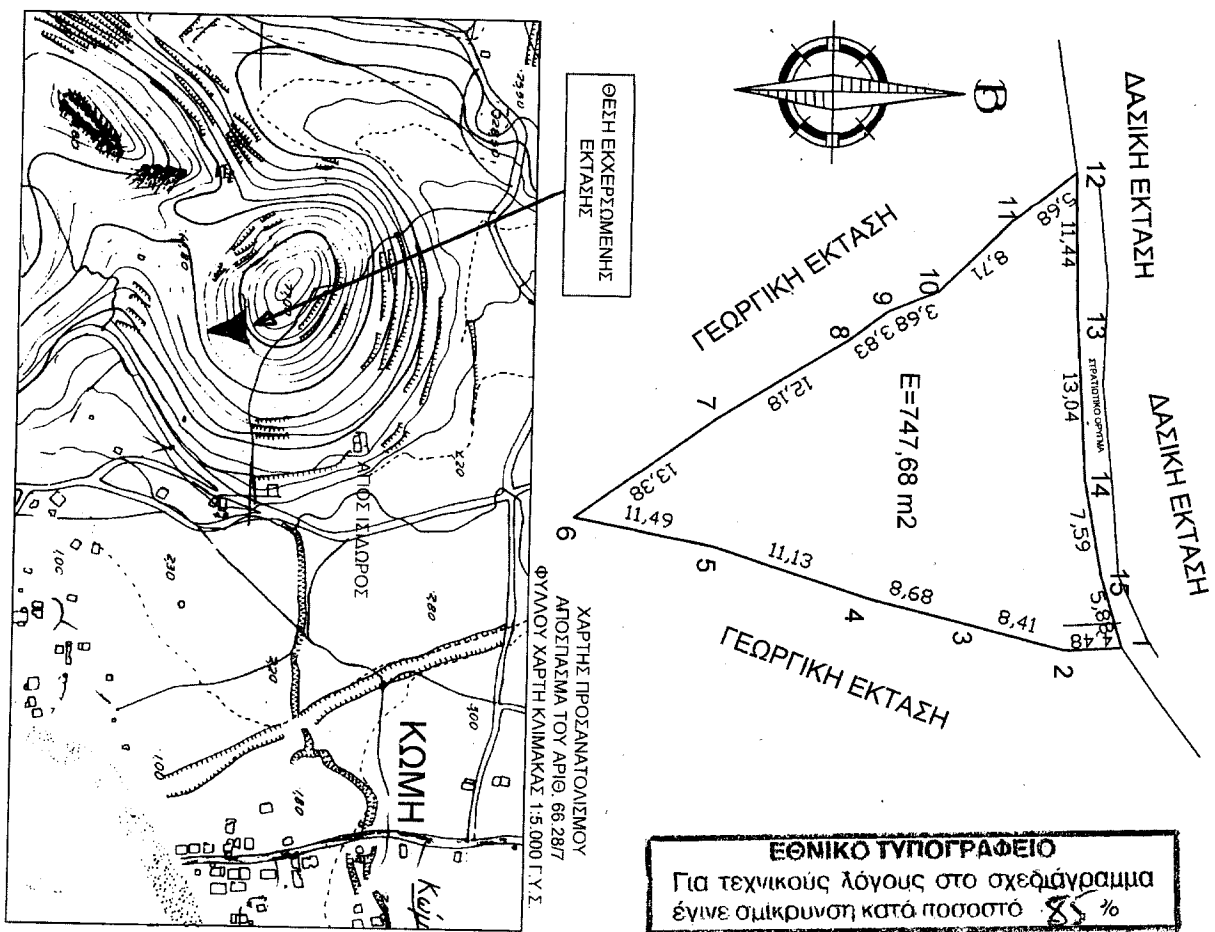 ΔΑΣΙΚΗ ΕΚΤΑΣΗ
ΔΑΣΙΚΗ ΕΚΤΑΣΗ
Β
12
13
14
15
1
2
3
4
5
6
7
8
9
10
11
5,68
11,44
13,04
7,59
5,88
4,48
8,41
8,68
11,13
11,49
13,38
12,18
3,83
3,68
8,71
ΣΤΡΑΤΙΩΤΙΚΟ ΟΡΥΓΜΑ
ΓΕΩΡΓΙΚΗ ΕΚΤΑΣΗ
Ε=747,68 m2
ΓΕΩΡΓΙΚΗ ΕΚΤΑΣΗ
ΘΕΣΗ ΕΚΧΕΡΣΩΜΕΝΗΣ
ΕΚΤΑΣΗΣ
ΧΑΡΤΗΣ ΠΡΟΣΑΝΑΤΟΛΙΣΜΟΥ
ΑΠΟΣΠΑΣΜΑ ΤΟΥ ΑΡΙΘ. 66.28/7
ΦΥΛΛΟΥ ΧΑΡΤΗ ΚΛΙΜΑΚΑΣ 1:5.000 Γ.Υ.Σ.
ΑΓΙΟΣ ΙΣΙΔΩΡΟΣ
ΚΩΜΗ
ΕΘΝΙΚΟ ΤΥΠΟΓΡΑΦΕΙΟ
Για τεχνικούς λόγους στο σχεδιάγραμμα
έγινε σμίκρυνση κατά ποσοστό 85 %